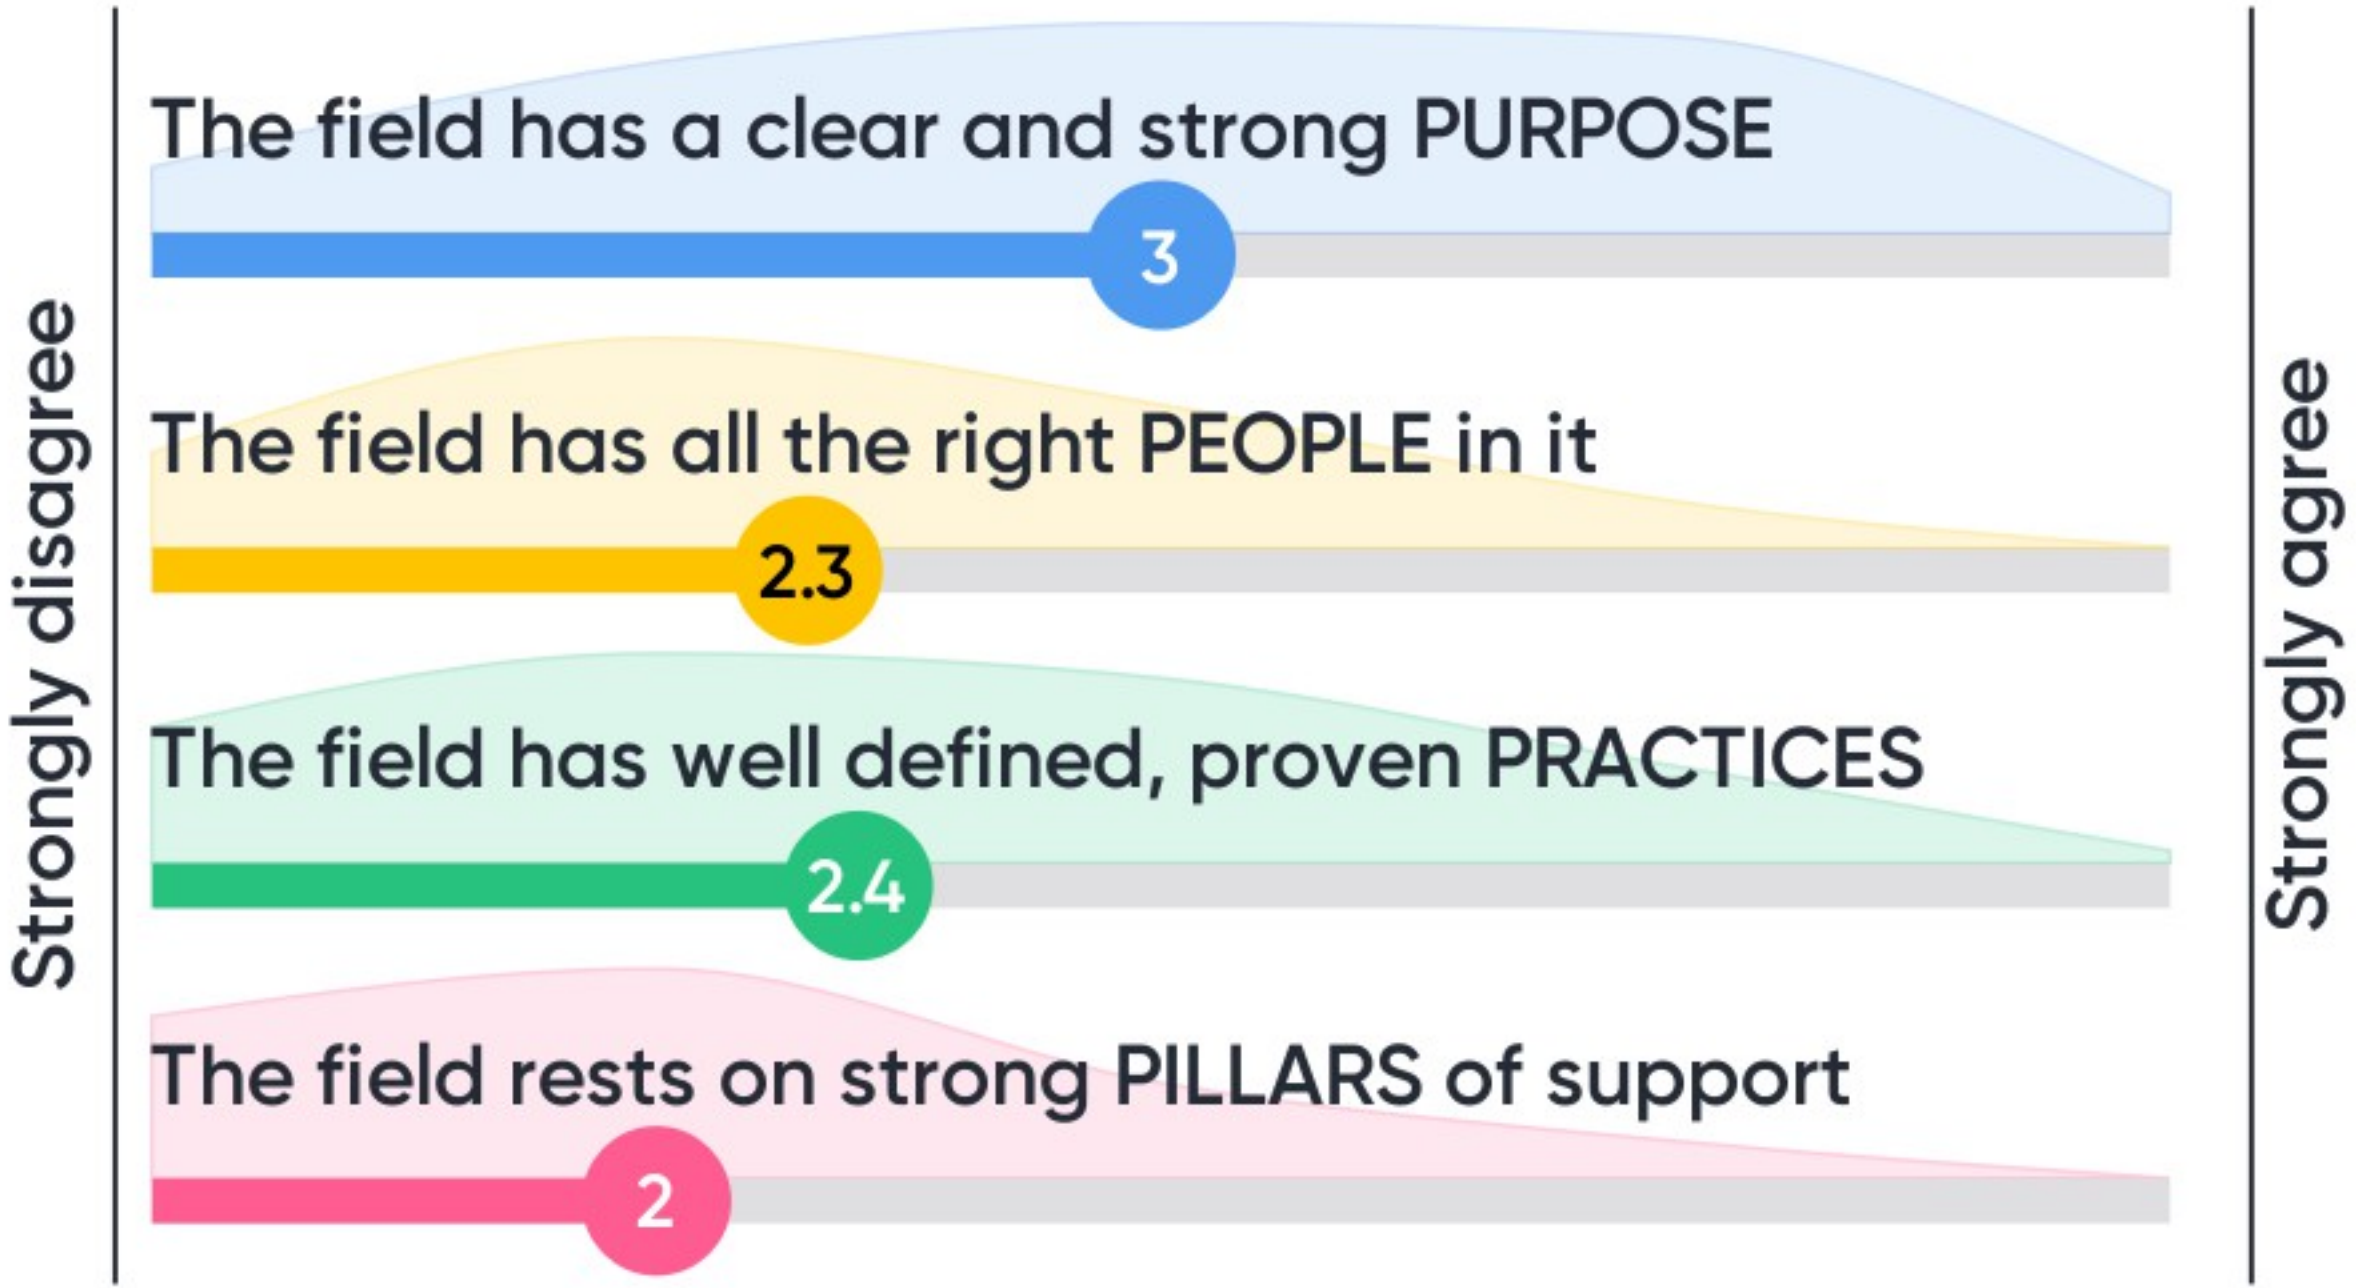 Strongly disagree
The field has a clear and strong PURPOSE
3
The field has all the right PEOPLE in it
2.3
The field has well defined, proven PRACTICES
2.4
The field rests on strong PILLARS of support
2
Strongly agree